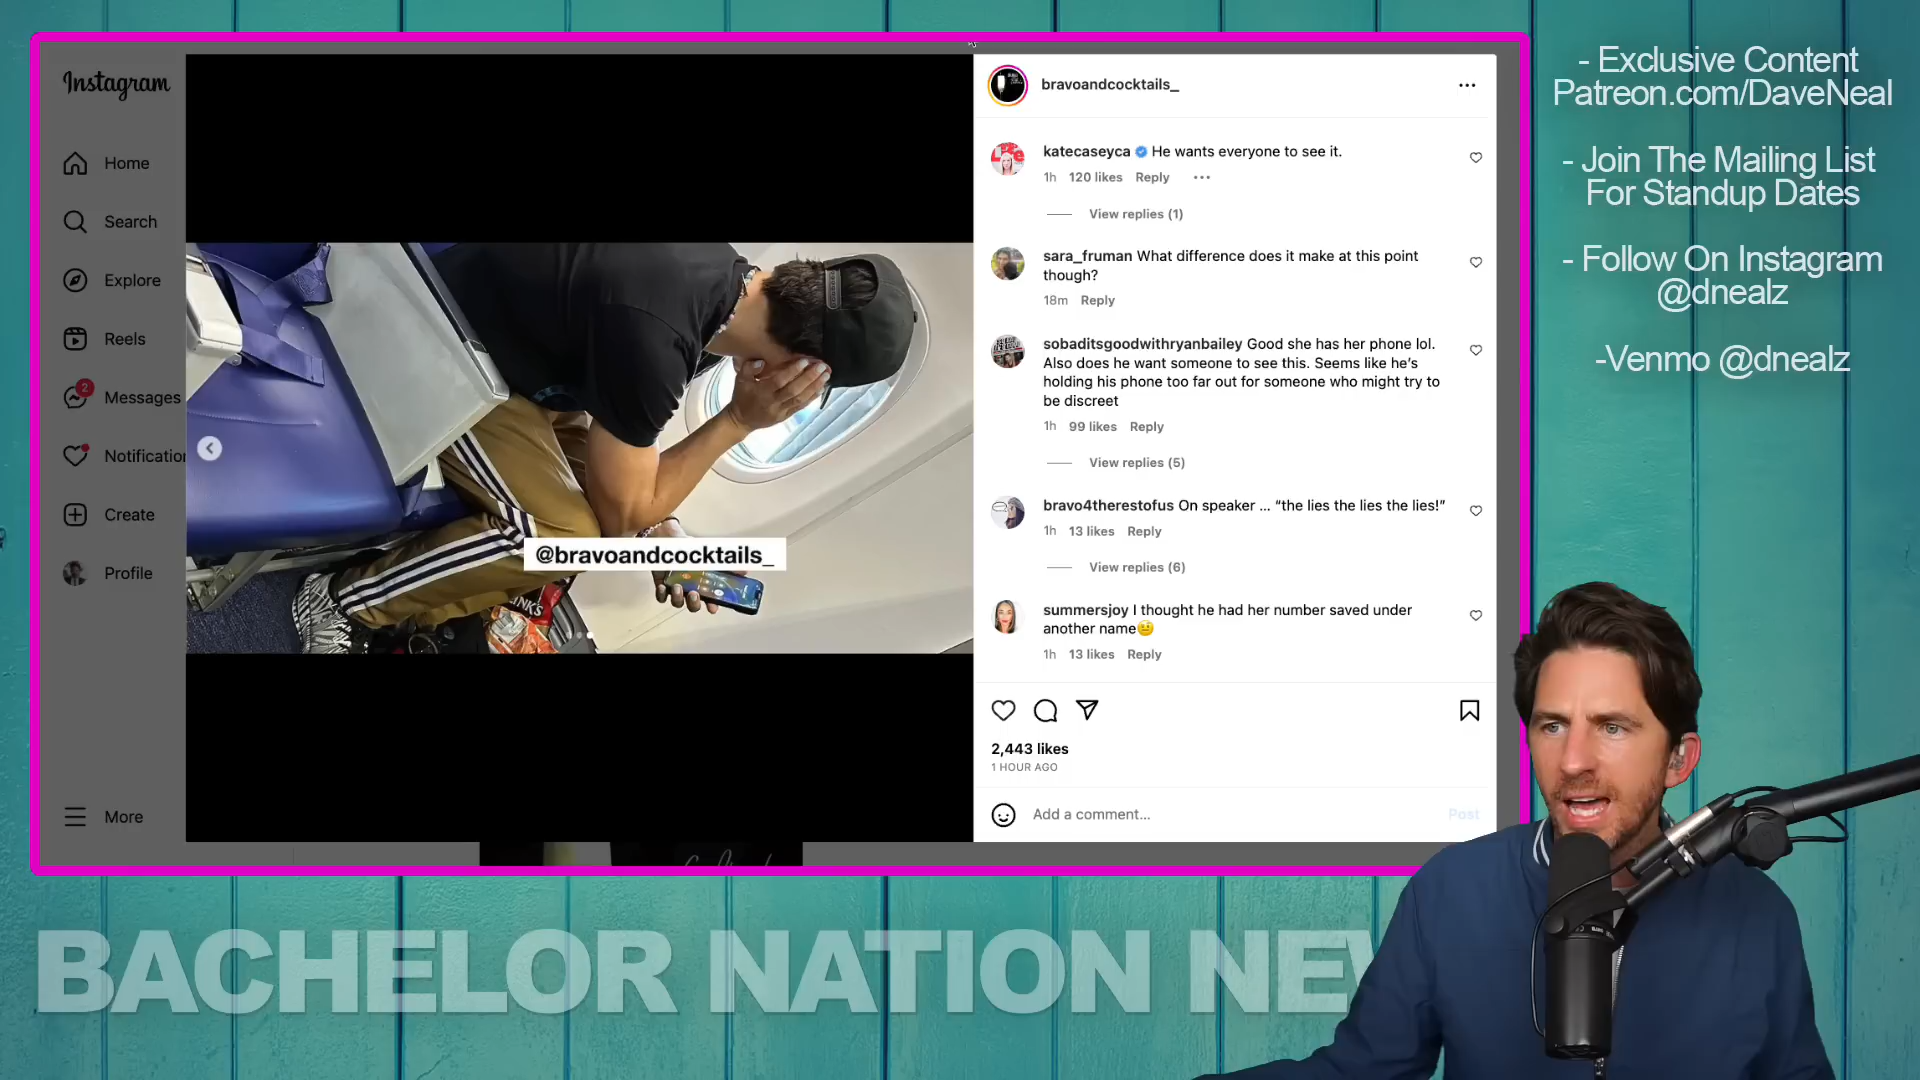 Instagram
Home
Search
Explore
Reels
2
Messages
Notification
Create
Profile
More
@bravoandcocktails_
bravoandcocktails_
katecaseyca He wants everyone to see it.
1h 120 likes Reply
View replies (1)
sara_fruman What difference does it make at this point
though?
18m Reply
sobaditsgoodwithryanbailey Good she has her phone lol.
Also does he want someone to see this. Seems like he's
holding his phone too far out for someone who might try to
be discreet
1h 99 likes Reply
View replies (5)
bravo4therestofus On speaker ... “the lies the lies the lies!”
1h 13 likes Reply
View replies (6)
summersjoy I thought he had her number saved under
another name
1h 13 likes Reply
2,443 likes
1 HOUR AGO
Add a comment...
Post
- Exclusive Content
Patreon.com/DaveNeal
- Join The Mailing List
For Standup Dates
- Follow On Instagram
@dnealz
-Venmo @dnealz
BACHELOR NATION NEW